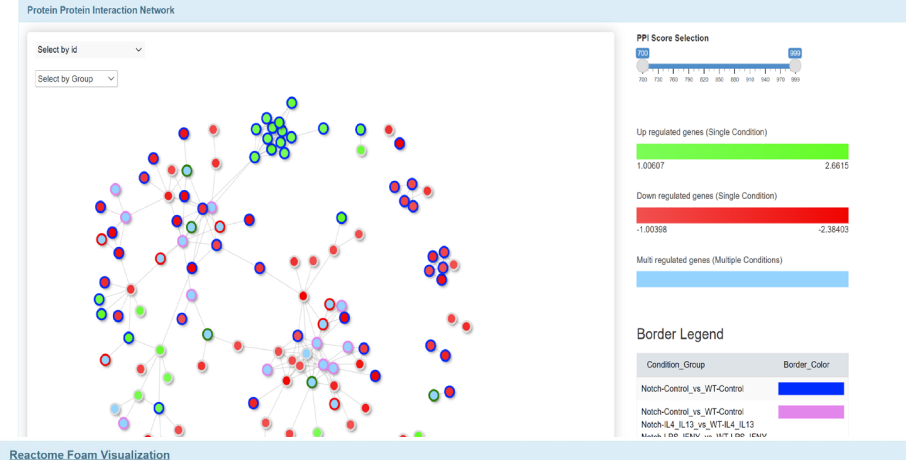 Protein Protein Interaction Network
Select by id
Select by Group
PPI Score Selection
700 999
700 730 760 790 820 850 880 910 940 970 999
Up regulated genes (Single Condition)
1.00607 2.6615
Down regulated genes (Single Condition)
-1.00398 -2.38403
Multi regulated genes (Multiple Conditions)
Border Legend
Condition_Group Border_Color
Notch-Control_vs_WT-Control
Notch-Control_vs_WT-Control
Notch-IL4_IL13_vs_WT-IL4_IL13
Notch-LPS_IFNY_vs_WT-LPS_IFNY
Reactome Foam Visualization